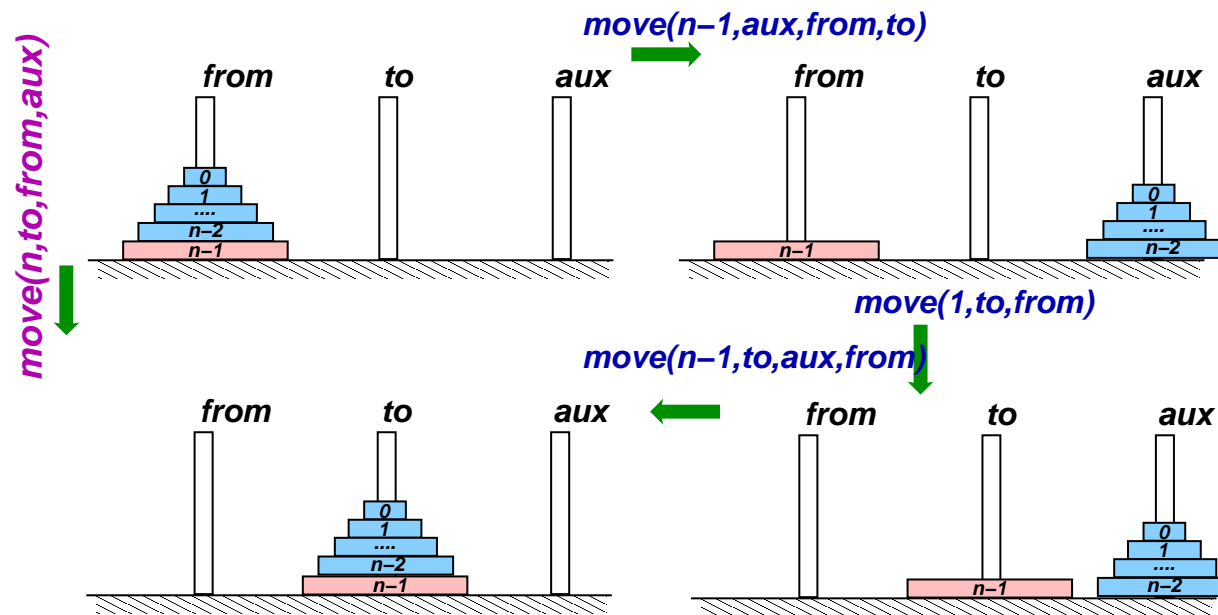 move(n,to,from,aux)
move(n–1,aux,from,to)
from to aux
0
1
....
n–2
n–1
from to aux
n–1
0
1
....
n–2
move(1,to,from)
move(n–1,to,aux,from)
from to aux
0
1
....
n–2
n–1
from to aux
n–1
0
1
....
n–2